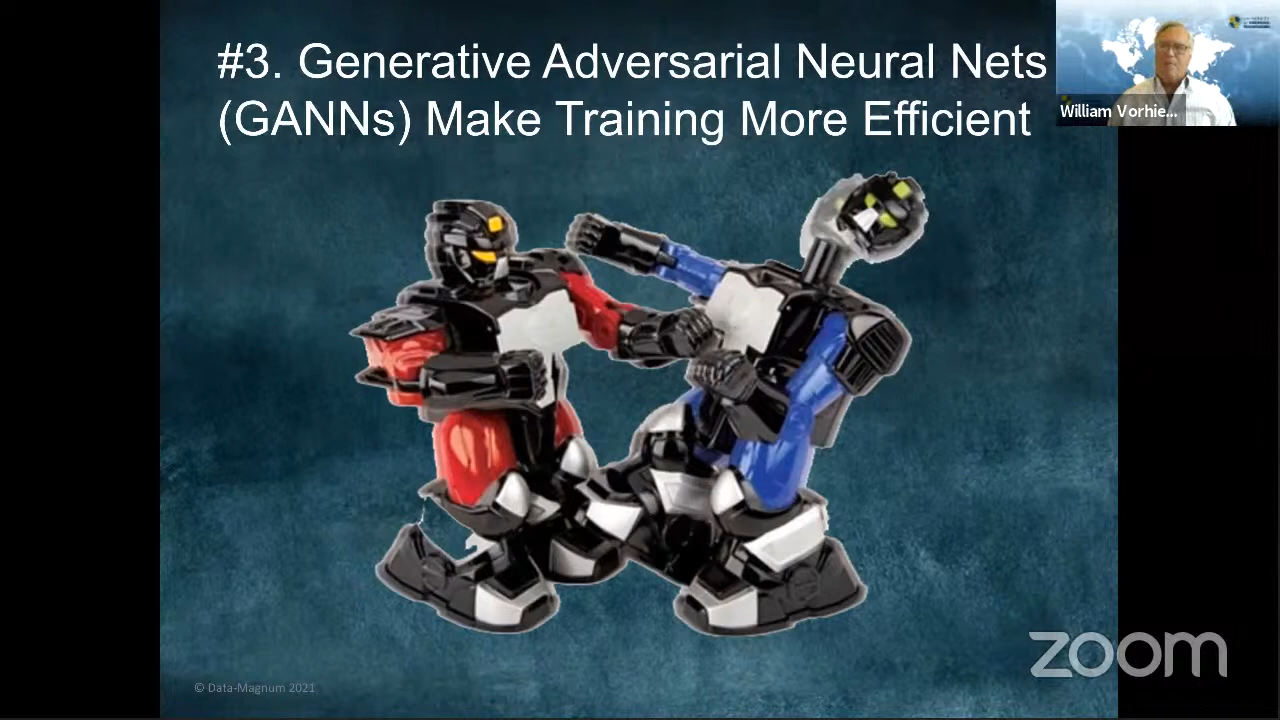 #3. Generative Adversarial Neural Nets
(GANNs) Make Training More Efficient
William Vorhie...
© Data-Magnum 2021
zoom